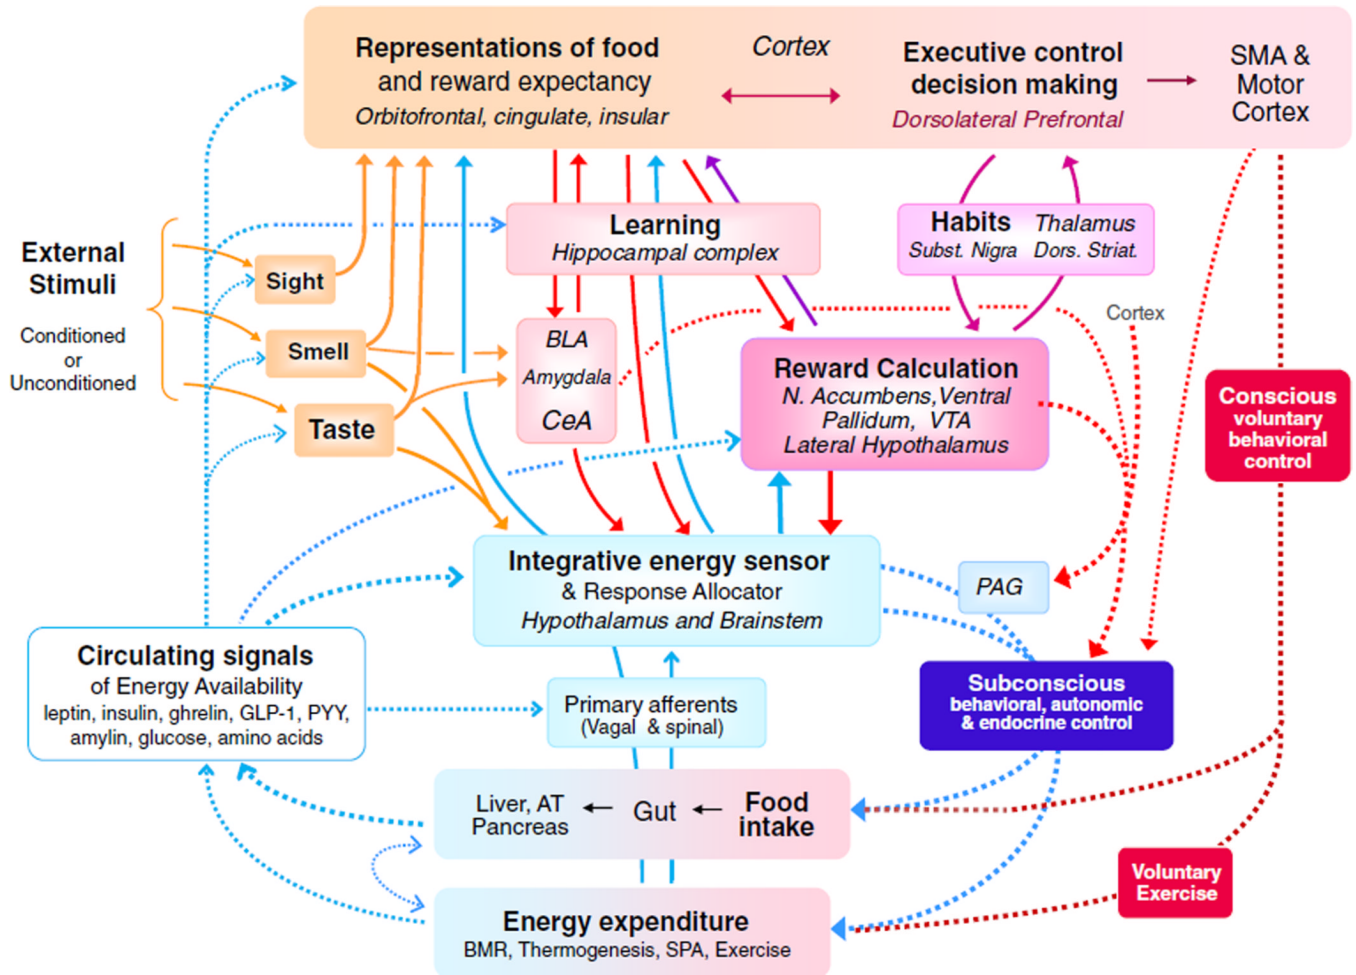 Representations of food
and reward expectancy
Orbitofrontal, cingulate, insular
Cortex
Executive control
decision making
Dorsolateral Prefrontal
SMA &
Motor
Cortex
External
Stimuli
Conditioned
or
Unconditioned
Sight
Smell
Taste
Learning
Hippocampal complex
Habits Thalamus
Subst. Nigra Dors. Striat.
BLA
Amygdala
CeA
Cortex
Reward Calculation
N. Accumbens,Ventral
Pallidum, VTA
Lateral Hypothalamus
Conscious
voluntary
behavioral
control
Integrative energy sensor
& Response Allocator
Hypothalamus and Brainstem
PAG
Circulating signals
of Energy Availability
leptin, insulin, ghrelin, GLP-1, PYY,
amylin, glucose, amino acids
Primary afferents
(Vagal & spinal)
Subconscious
behavioral, autonomic
& endocrine control
Liver, AT
Pancreas
Gut
Food
intake
Voluntary
Exercise
Energy expenditure
BMR, Thermogenesis, SPA, Exercise